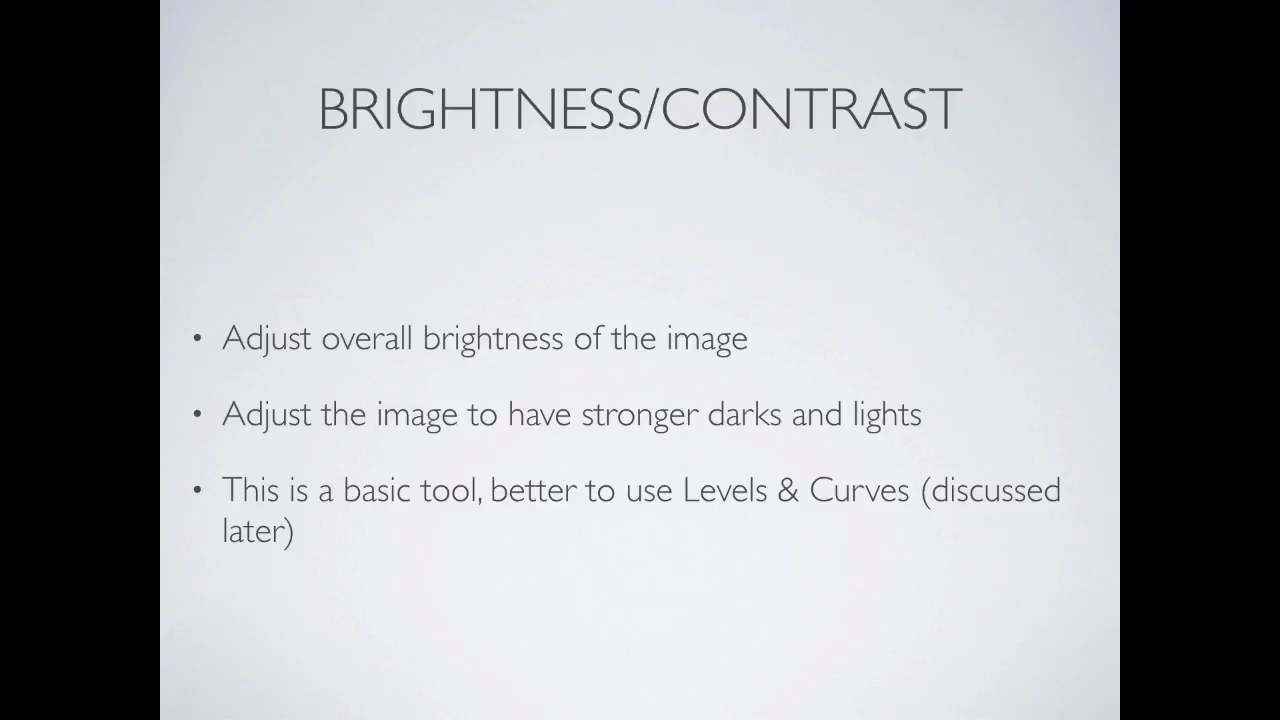 BRIGHTNESS/CONTRAST
• Adjust overall brightness of the image
• Adjust the image to have stronger darks and lights
• This is a basic tool, better to use Levels & Curves (discussed
later)